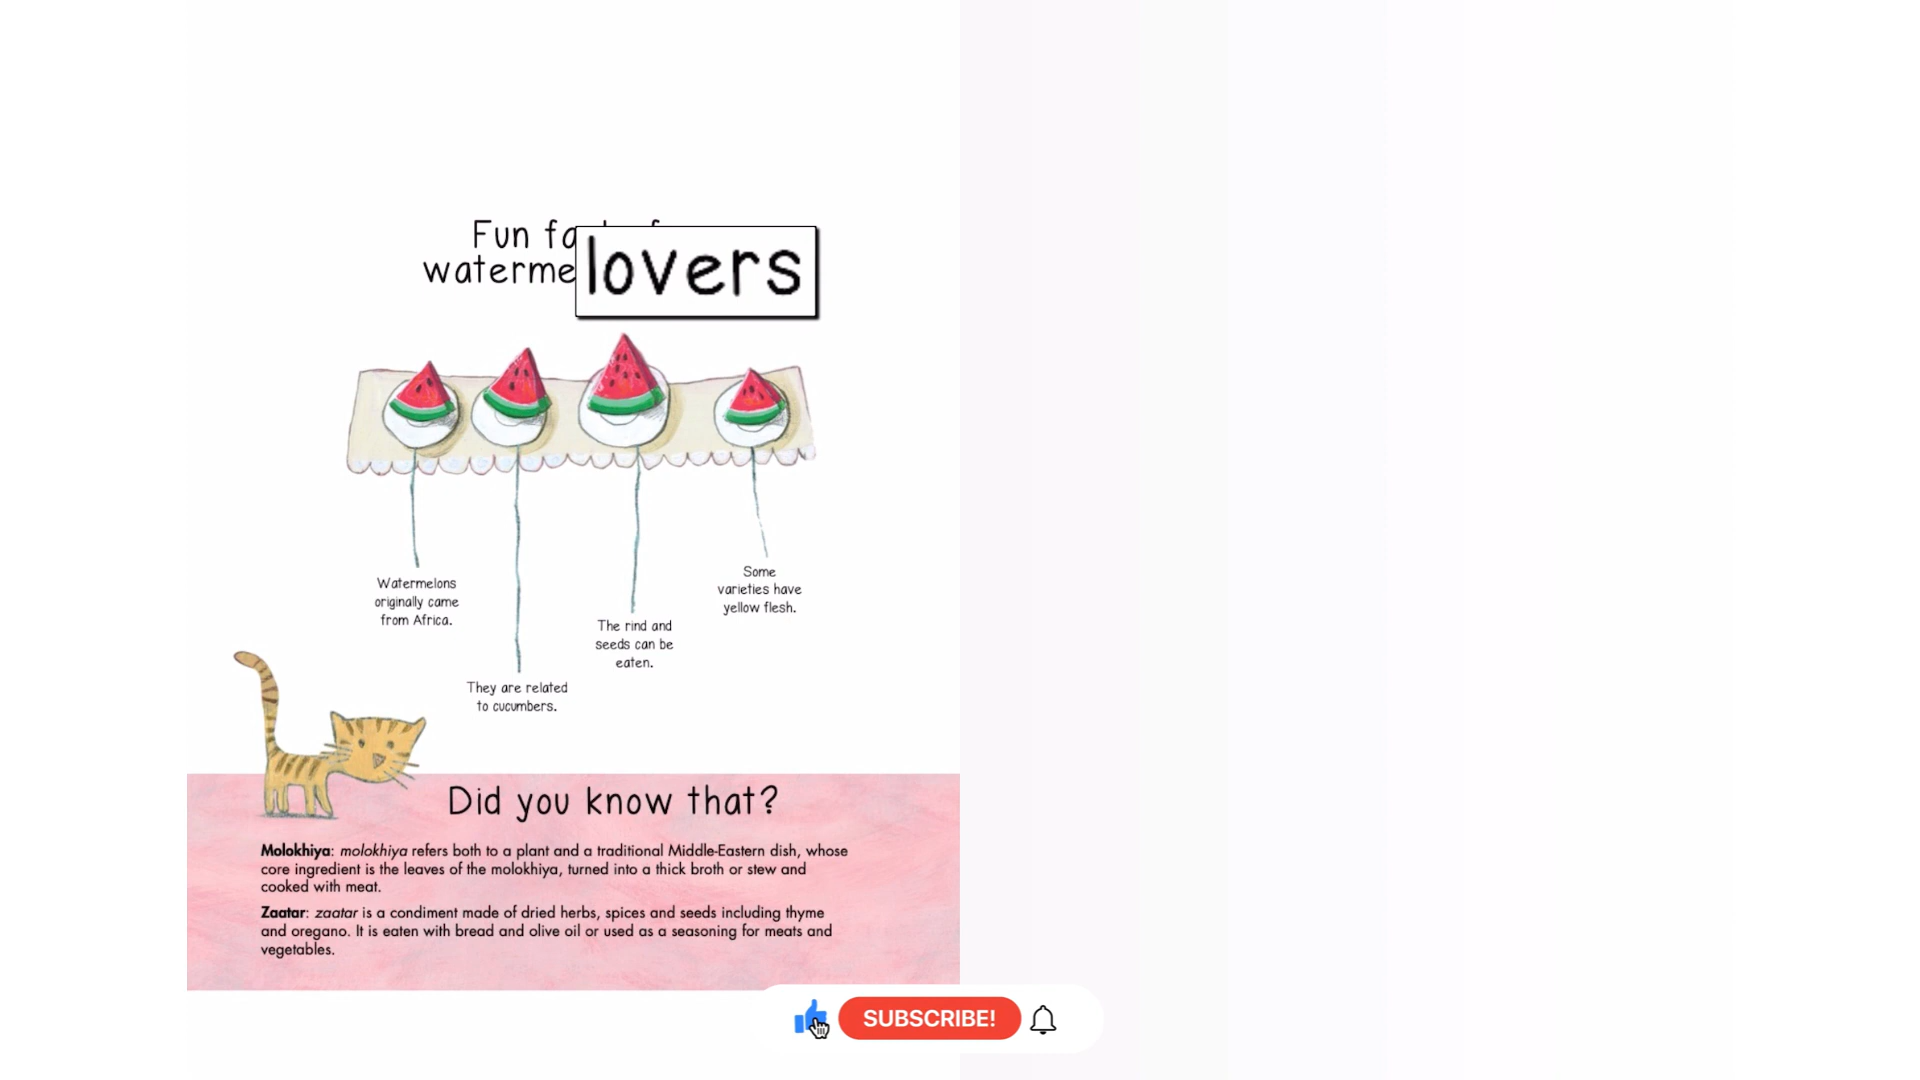 Fun
waterme
lovers
Watermelons
originally came
from Africa.
They are related
to cucumbers.
The rind and
seeds can be
eaten.
Some
varieties have
yellow flesh.
Did you know that?
Molokhiya: molokhiya refers both to a plant and a traditional Middle-Eastern dish, whose
core ingredient is the leaves of the molokhiya, turned into a thick broth or stew and
cooked with meat.
Zaatar: zaatar is a condiment made of dried herbs, spices and seeds including thyme
and oregano. It is eaten with bread and olive oil or used as a seasoning for meats and
vegetables.
SUBSCRIBE!